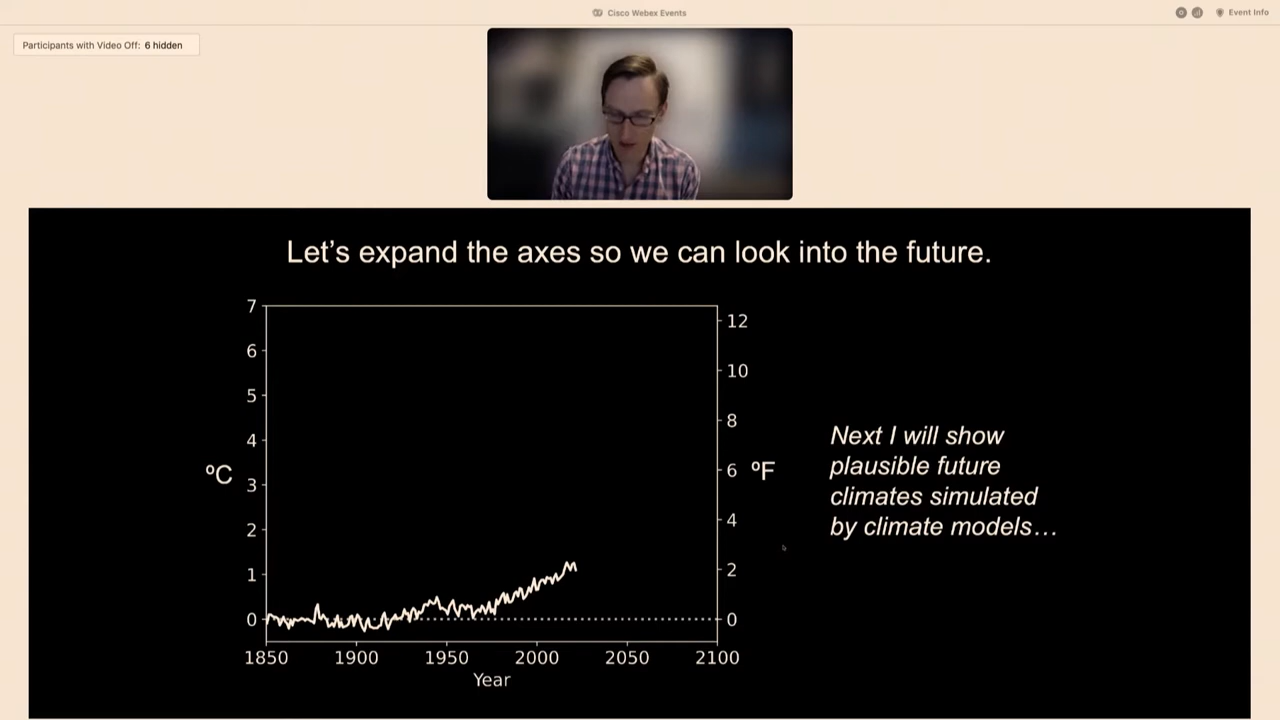 Cisco Webex Events
Event Info
Participants with Video Off: 6 hidden
Let's expand the axes so we can look into the future.
7
6
5
4
3
2
1
0
ºC
12
10
8
6
4
2
0
ºF
1850 1900 1950 2000 2050 2100
Year
Next I will show
plausible future
climates simulated
by climate models…